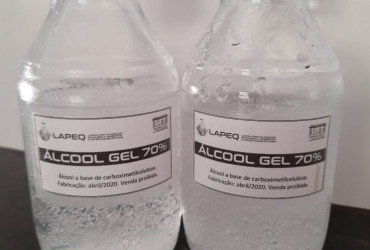 LAPEQ
ÁLCOOL GEL 70%
Álcool a base de carboximetilcelulose
Fabricação: abril/2020. Venda proibida.
LAPEQ
ÁLCOOL GEL 70%
Álcool a base de carboximetilcelulose.
Fabricação: abril/2020. Venda proibida.